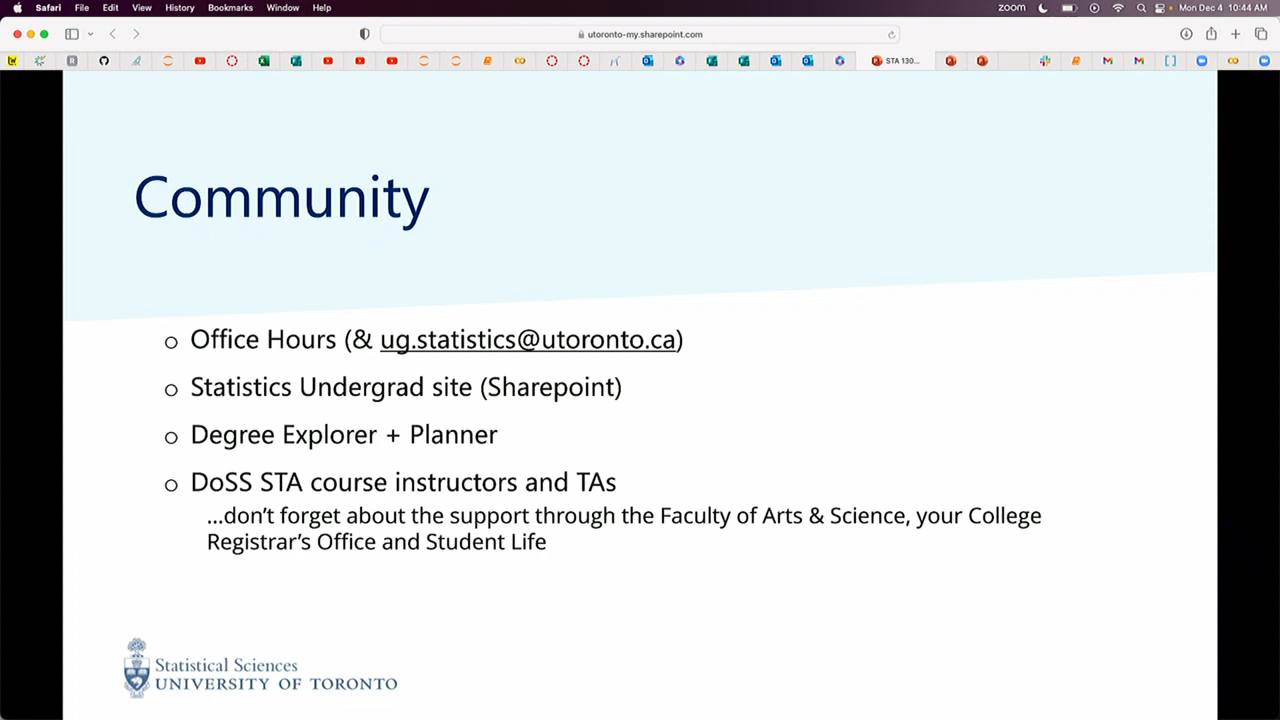 Safari File Edit View History Bookmarks Window Help zoom Mon Dec 4 10:44 AM
utoronto-my.sharepoint.com
STA 130...
Community
Office Hours (& ug.statistics@utoronto.ca)
Statistics Undergrad site (Sharepoint)
Degree Explorer + Planner
DoSS STA course instructors and TAs
...don't forget about the support through the Faculty of Arts & Science, your College
Registrar's Office and Student Life
Statistical Sciences
UNIVERSITY OF TORONTO